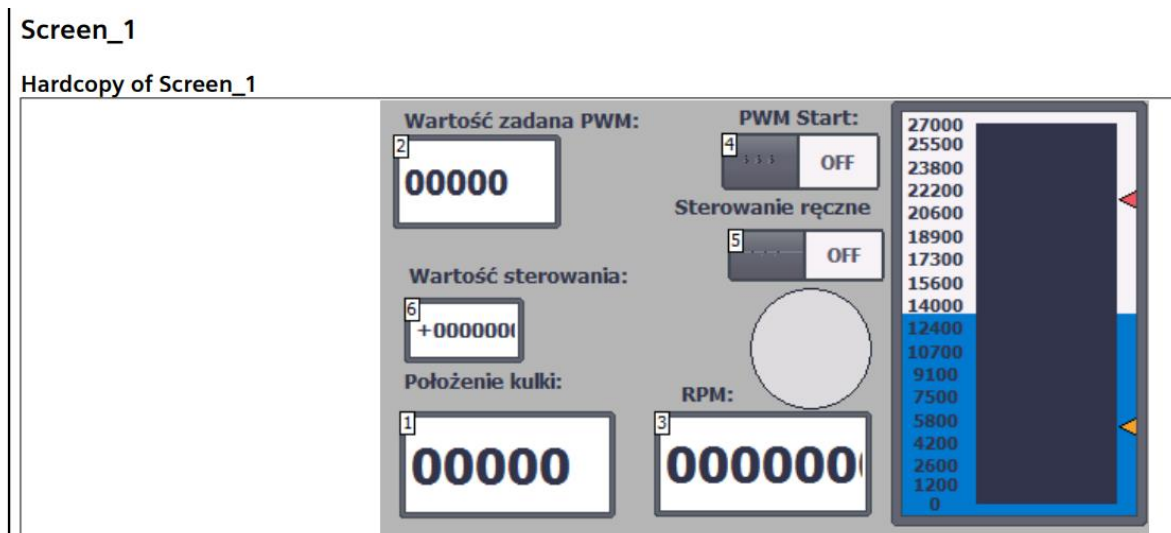 Screen_1
Hardcopy of Screen_1
Wartość zadana PWM:
2
00000
PWM Start:
4
OFF
Sterowanie ręczne
5
OFF
Wartość sterowania:
6
+000000
Położenie kulki:
1
00000
RPM:
3
000000
27000
25500
23800
22200
20600
18900
17300
15600
14000
12400
10700
9100
7500
5800
4200
2600
1200
0